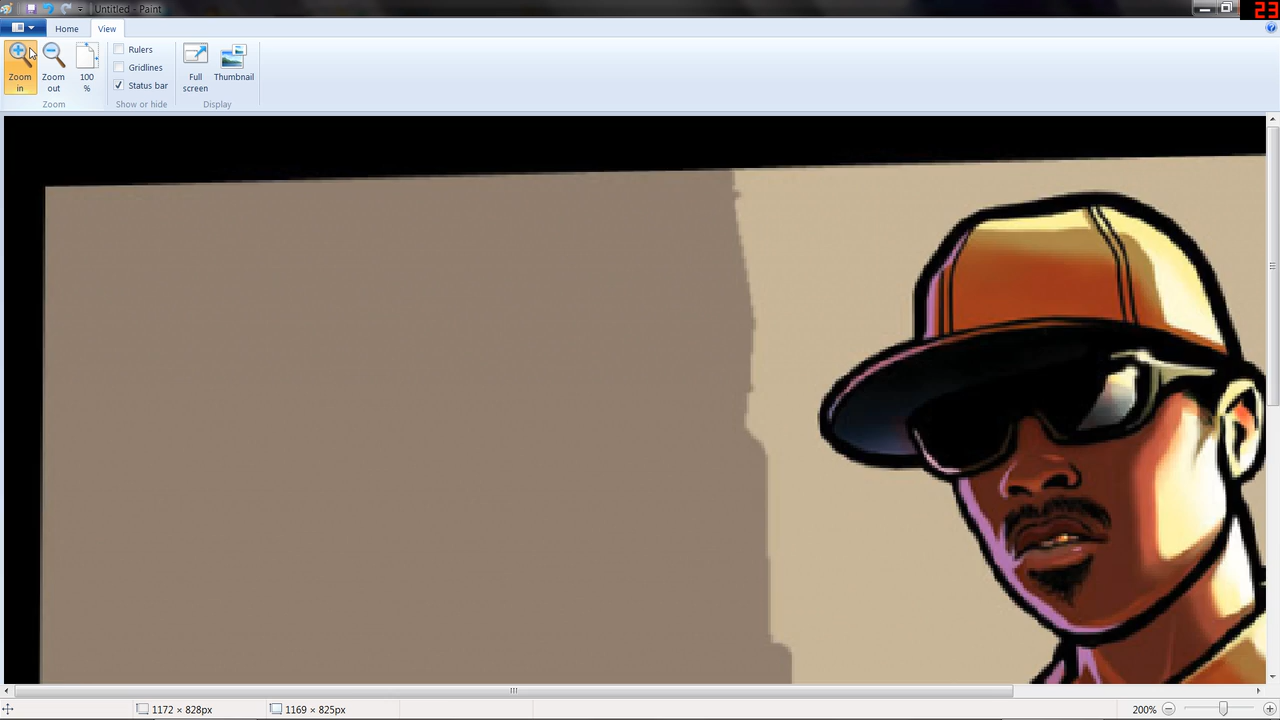 Untitled - Paint
23
Home
View
Zoom in
Zoom out
100 %
Rulers
Gridlines
Status bar
Full screen
Thumbnail
Zoom
Show or hide
Display
1172 × 828px
1169 × 825px
200%